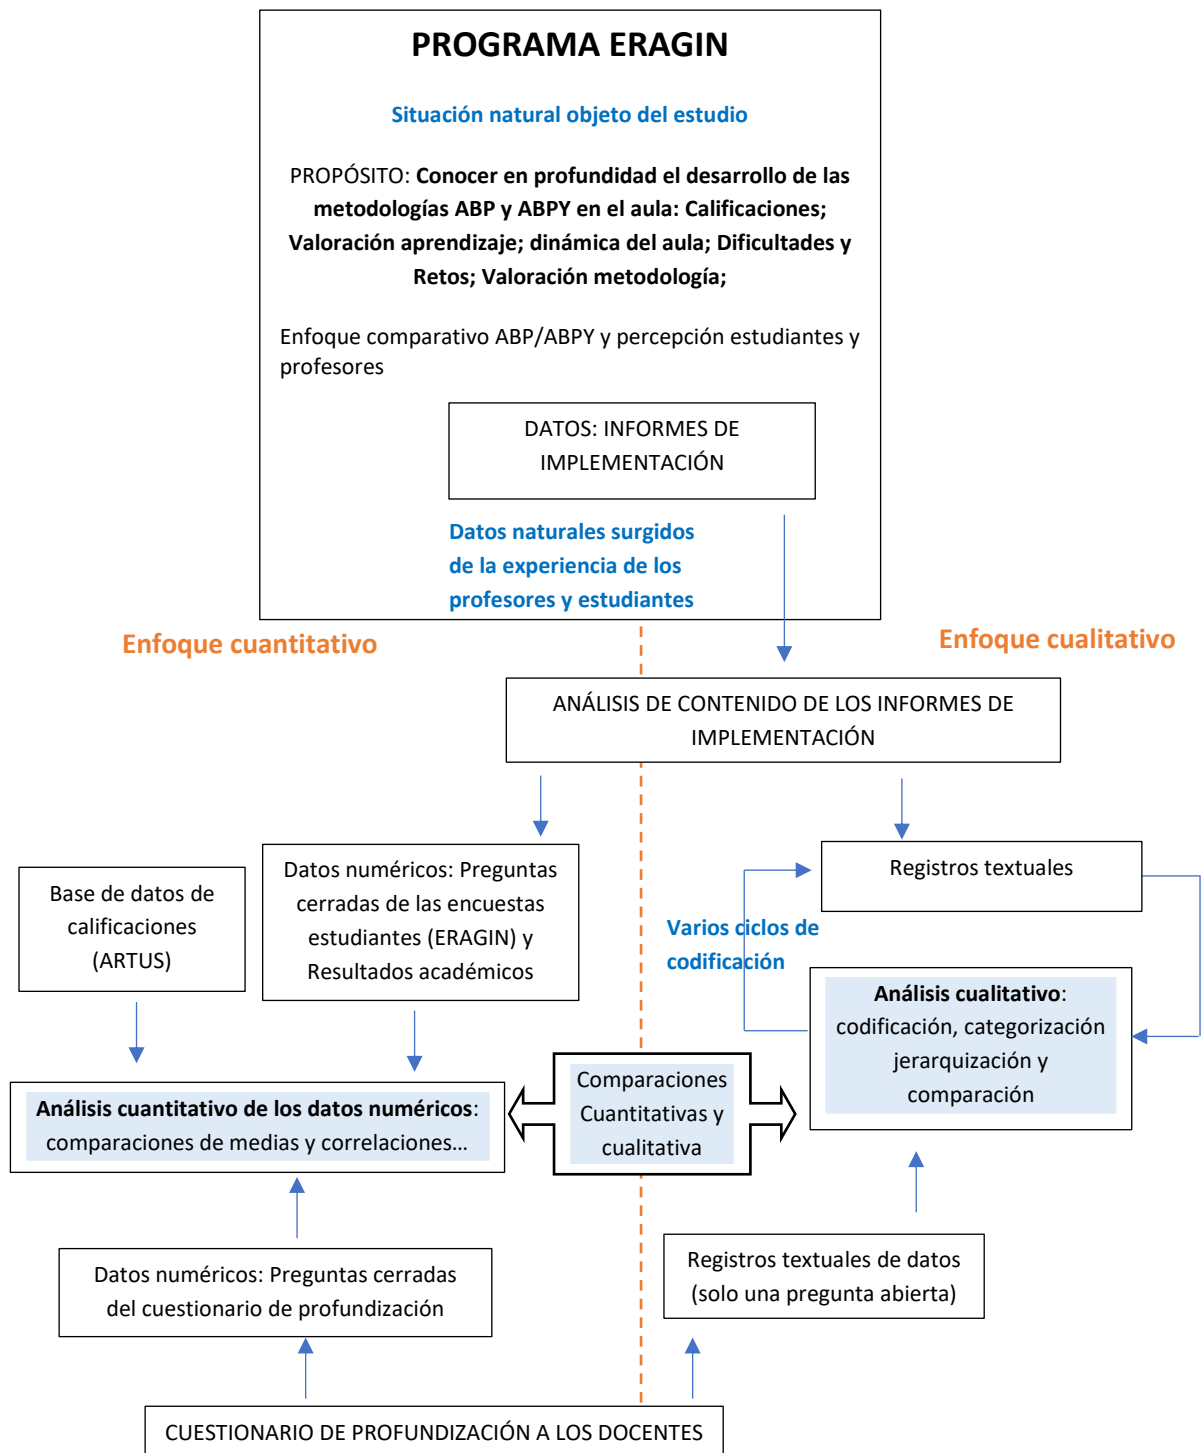 PROGRAMA ERAGIN
Situación natural objeto del estudio
PROPÓSITO: Conocer en profundidad el desarrollo de las
metodologías ABP y ABPY en el aula: Calificaciones;
Valoración aprendizaje; dinámica del aula; Dificultades y
Retos; Valoración metodología;
Enfoque comparativo ABP/ABPY y percepción estudiantes y
profesores
DATOS: INFORMES DE
IMPLEMENTACIÓN
Datos naturales surgidos
de la experiencia de los
profesores y estudiantes
Enfoque cuantitativo
Enfoque cualitativo
ANÁLISIS DE CONTENIDO DE LOS INFORMES DE
IMPLEMENTACIÓN
Base de datos de
calificaciones
(ARTUS)
Datos numéricos: Preguntas
cerradas de las encuestas
estudiantes (ERAGIN) y
Resultados académicos
Registros textuales
Varios ciclos de
codificación
Análisis cualitativo:
codificación, categorización
jerarquización y
comparación
Análisis cuantitativo de los datos numéricos:
comparaciones de medias y correlaciones…
Comparaciones
Cuantitativas y
cualitativa
Datos numéricos: Preguntas cerradas
del cuestionario de profundización
Registros textuales de datos
(solo una pregunta abierta)
CUESTIONARIO DE PROFUNDIZACIÓN A LOS DOCENTES